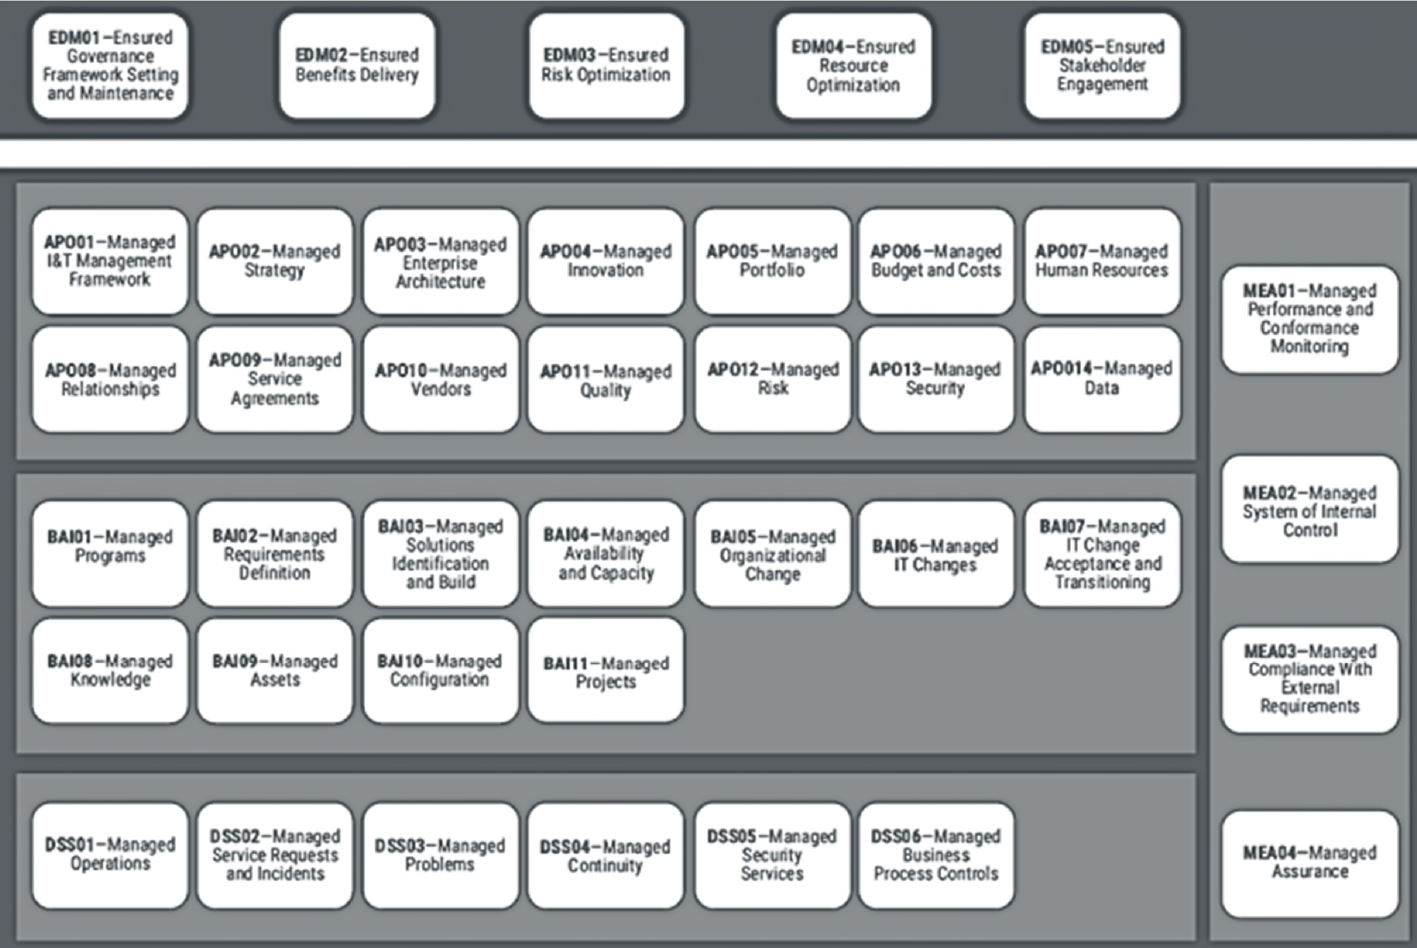 EDM01—Ensured
Governance
Framework Setting
and Maintenance
EDM02—Ensured
Benefits Delivery
EDM03—Ensured
Risk Optimization
EDM04—Ensured
Resource
Optimization
EDM05—Ensured
Stakeholder
Engagement
APO01—Managed
I&T Management
Framework
APO02—Managed
Strategy
APO03—Managed
Enterprise
Architecture
APO04—Managed
Innovation
APO05—Managed
Portfolio
APO06—Managed
Budget and Costs
APO07—Managed
Human Resources
APO08—Managed
Relationships
APO09—Managed
Service
Agreements
APO10—Managed
Vendors
APO11—Managed
Quality
APO12—Managed
Risk
APO13—Managed
Security
APO014—Managed
Data
BAI01—Managed
Programs
BAI02—Managed
Requirements
Definition
BAI03—Managed
Solutions
Identification
and Build
BAI04—Managed
Availability
and Capacity
BAI05—Managed
Organizational
Change
BAI06—Managed
IT Changes
BAI07—Managed
IT Change
Acceptance and
Transitioning
BAI08—Managed
Knowledge
BAI09—Managed
Assets
BAI10—Managed
Configuration
BAI11—Managed
Projects
DSS01—Managed
Operations
DSS02—Managed
Service Requests
and Incidents
DSS03—Managed
Problems
DSS04—Managed
Continuity
DSS05—Managed
Security
Services
DSS06—Managed
Business
Process Controls
MEA01—Managed
Performance and
Conformance
Monitoring
MEA02—Managed
System of Internal
Control
MEA03—Managed
Compliance With
External
Requirements
MEA04—Managed
Assurance